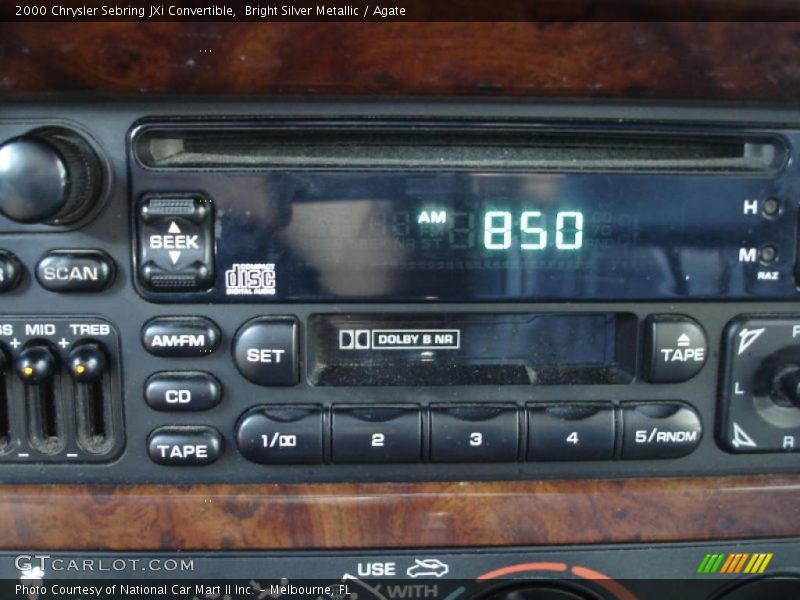 2000 Chrysler Sebring JXi Convertible,  Bright Silver Metallic / Agate
AM 850
H
SEEK
M
SCAN
RAZ
COMPACT
disc
DIGITAL AUDIO
MID TREB
AM-FM
SET
DOLBY B NR
TAPE
CD
L
TAPE
1/
2
3
4
5/RNDM
R
GTCARLOT.COM
USE
WITH
Photo Courtesy of National Car Mart II Inc. - Melbourne, FL